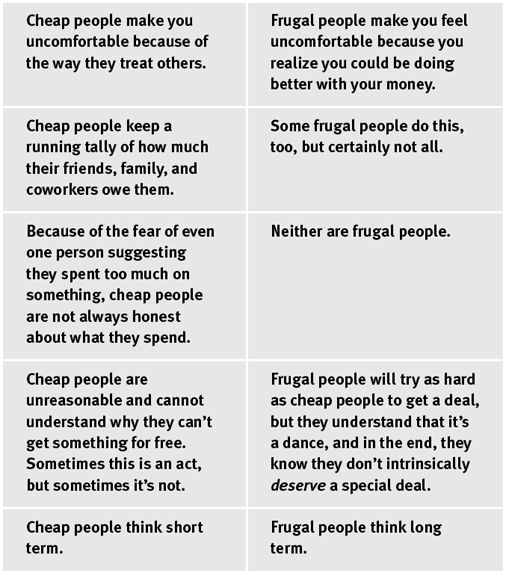 Cheap people make you
uncomfortable because of
the way they treat others.
Frugal people make you feel
uncomfortable because you
realize you could be doing
better with your money.
Cheap people keep a
running tally of how much
their friends, family, and
coworkers owe them.
Some frugal people do this,
too, but certainly not all.
Because of the fear of even
one person suggesting
they spent too much on
something, cheap people
are not always honest
about what they spend.
Neither are frugal people.
Cheap people are
unreasonable and cannot
understand why they can’t
get something for free.
Sometimes this is an act,
but sometimes it’s not.
Frugal people will try as hard
as cheap people to get a deal,
but they understand that it’s
a dance, and in the end, they
know they don’t intrinsically
deserve a special deal.
Cheap people think short
term.
Frugal people think long
term.